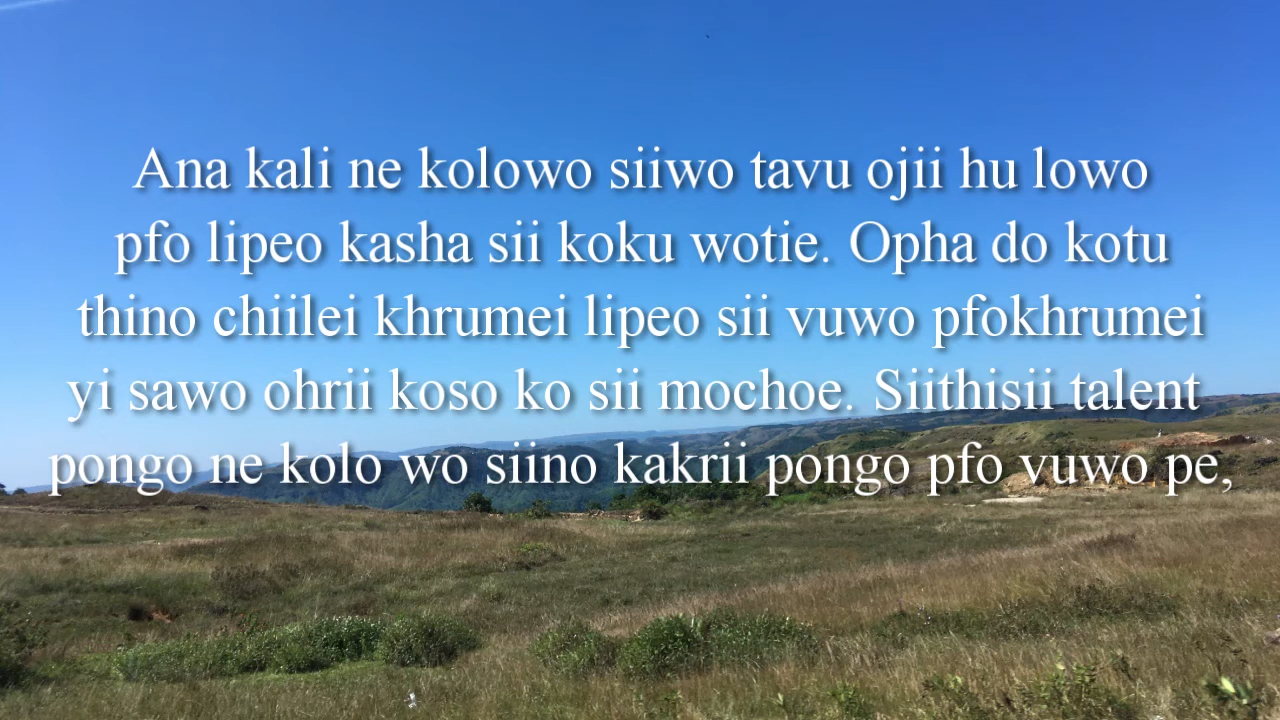 Ana kali ne kolowo siiwo tavu ojii hu lowo
pfo lipeo kasha sii koku wotie. Opha do kotu
thino chiilei khrumei lipeo sii vuwo pfokhrumei
yi sawo ohrii koso ko sii mochoe. Siithisii talent
pongo ne kolo wo siino kakrii pongo pfo vuwo pe,